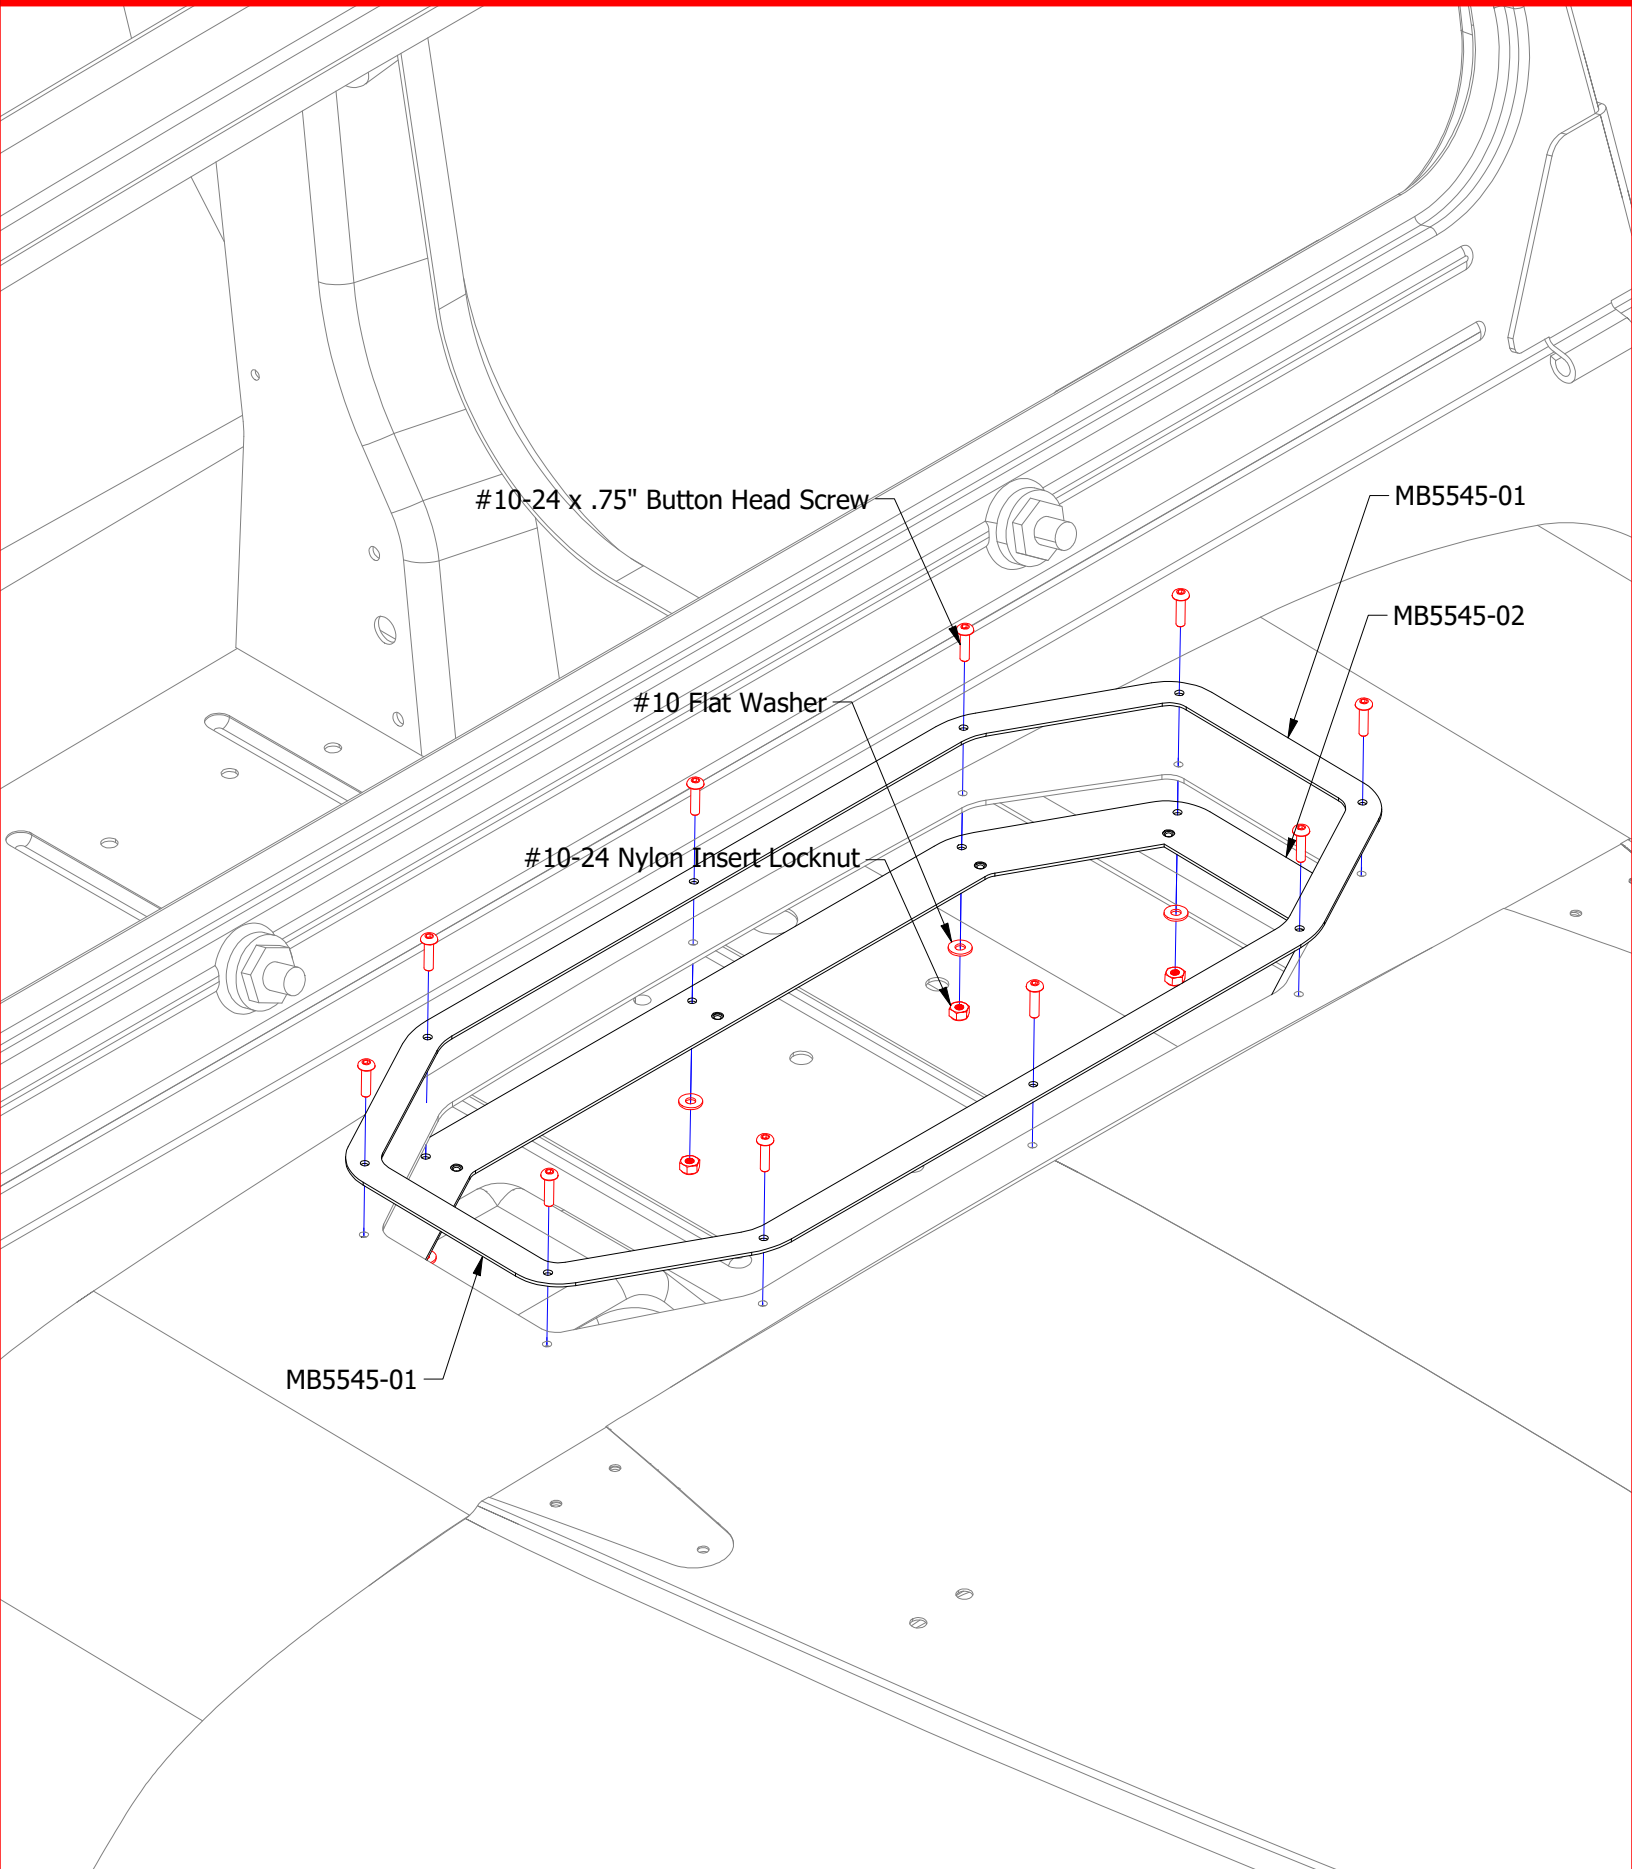 #10-24 x .75" Button Head Screw
MB5545-01
MB5545-02
#10 Flat Washer
#10-24 Nylon Insert Locknut
MB5545-01